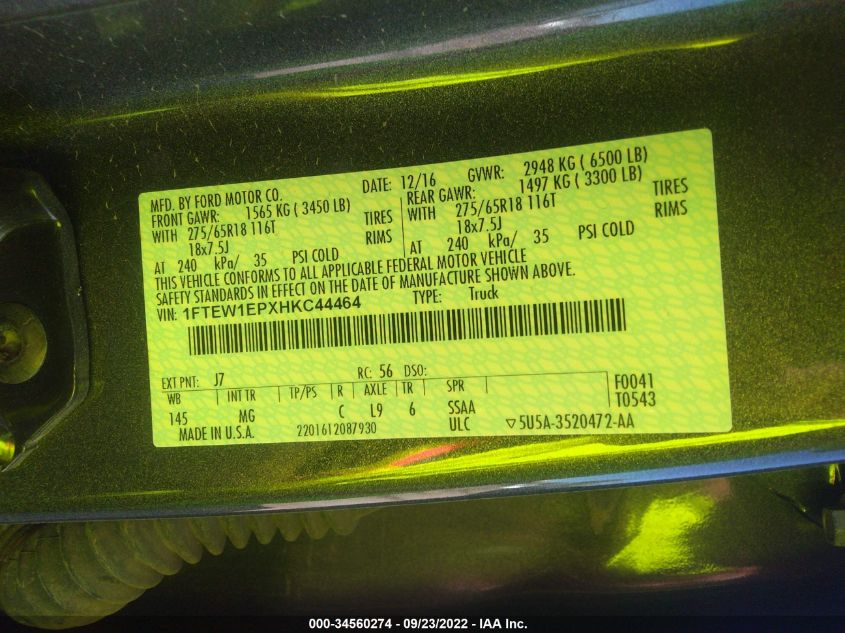 MFD. BY FORD MOTOR CO.
DATE: 12/16 GVWR: 2948 KG ( 6500 LB)
FRONT GAWR: 1565 KG ( 3450 LB) REAR GAWR: 1497 KG ( 3300 LB)
WITH 275/65R18 116T TIRES WITH 275/65R18 116T TIRES
18x7.5J RIMS 18x7.5J RIMS
AT 240 kPa/ 35 PSI COLD AT 240 kPa/ 35 PSI COLD
THIS VEHICLE CONFORMS TO ALL APPLICABLE FEDERAL MOTOR VEHICLE
SAFETY STANDARDS IN EFFECT ON THE DATE OF MANUFACTURE SHOWN ABOVE.
VIN: 1FTEW1EPXHKC44464 TYPE: Truck
EXT PNT: J7 RC: 56 DSO:
WB INT TR TP/PS R AXLE TR SPR F0041
145 MG C L9 6 SSAA T0543
MADE IN U.S.A. 2201612087930 ULC ▽5U5A-3520472-AA
000-34560274 - 09/23/2022 - IAA Inc.